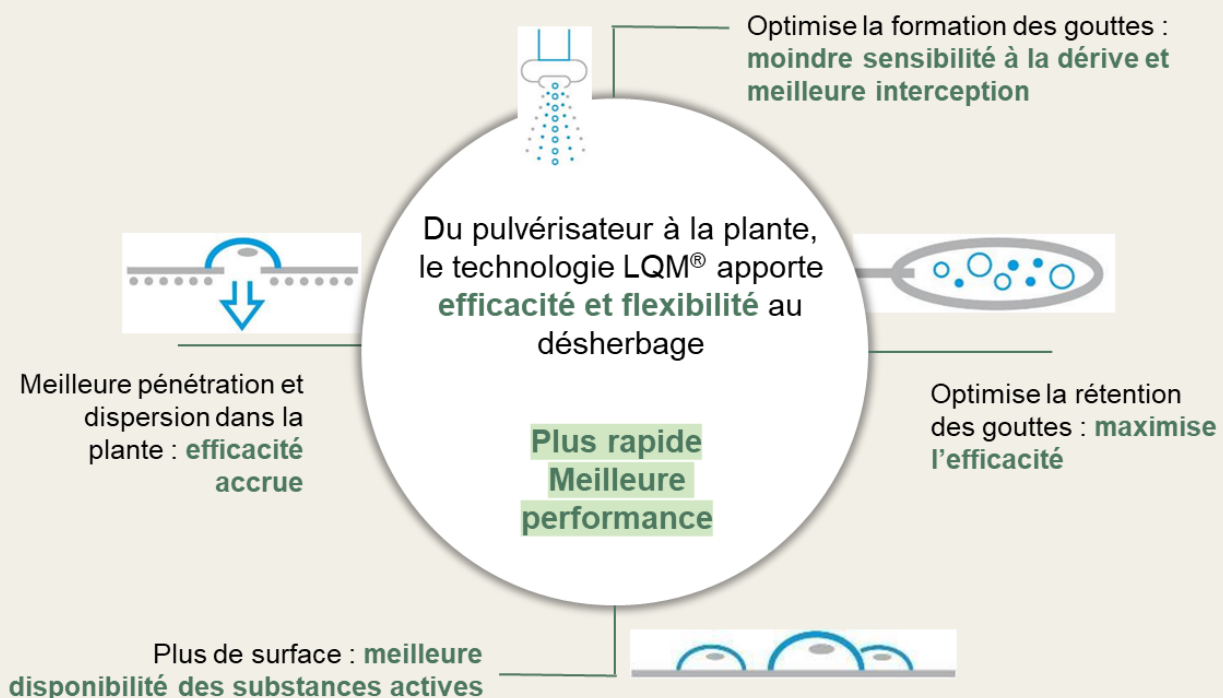 Optimise la formation des gouttes :
moindre sensibilité à la dérive et
meilleure interception
Du pulvérisateur à la plante,
le technologie LQM® apporte
efficacité et flexibilité au
désherbage
Plus rapide
Meilleure
performance
Meilleure pénétration et
dispersion dans la
plante : efficacité
accrue
Optimise la rétention
des gouttes : maximise
l’efficacité
Plus de surface : meilleure
disponibilité des substances actives